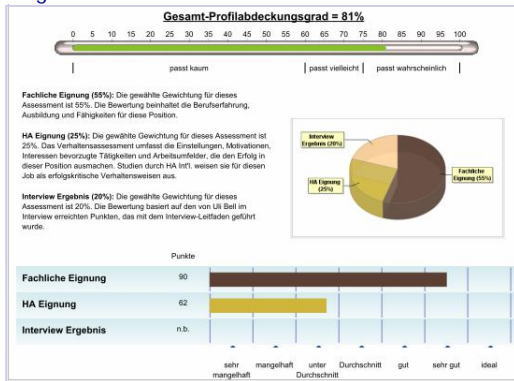 Gesamt-Profilabdeckungsgrad = 81%
0 5 10 15 20 25 30 35 40 45 50 55 60 65 70 75 80 85 90 95 100
passt kaum passt vielleicht passt wahrscheinlich
Fachliche Eignung (55%): Die gewählte Gewichtung für dieses
Assessment ist 55%. Die Bewertung beinhaltet die Berufserfahrung,
Ausbildung und Fähigkeiten für diese Position.
HA Eignung (25%): Die gewählte Gewichtung für dieses Assessment ist
25%. Das Verhaltensassessment umfasst die Einstellungen, Motivationen,
Interessen bevorzugte Tätigkeiten und Arbeitsumfelder, die den Erfolg in
dieser Position ausmachen. Studien durch HA Int'l. weisen sie für diesen
Job als erfolgskritische Verhaltensweisen aus.
Interview Ergebnis (20%): Die gewählte Gewichtung für dieses
Assessment ist 20%. Die Bewertung basiert auf den von Uli Bell im
Interview erreichten Punkten, das mit dem Interview-Leitfaden geführt
wurde.
Interview
Ergebnis (20%)
HA Eignung
(25%)
Fachliche
Eignung (55%)
Punkte
Fachliche Eignung 90
HA Eignung 62
Interview Ergebnis n.b.
sehr mangelhaft unter Durchschnitt gut sehr gut ideal
mangelhaft Durchschnitt